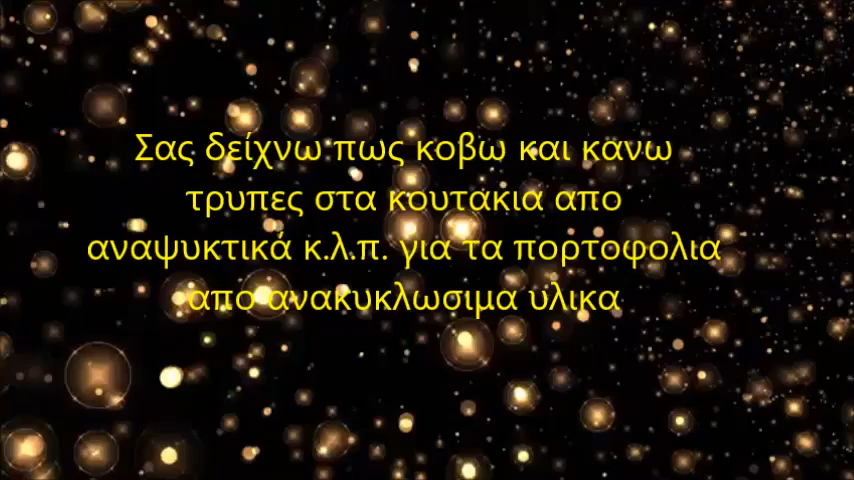 Σας δείχνω πως κοβω και κανω
τρυπες στα κουτακια απο
αναψυκτικά κ.λ.π. για τα πορτοφολια
απο ανακυκλωσιμα υλικα